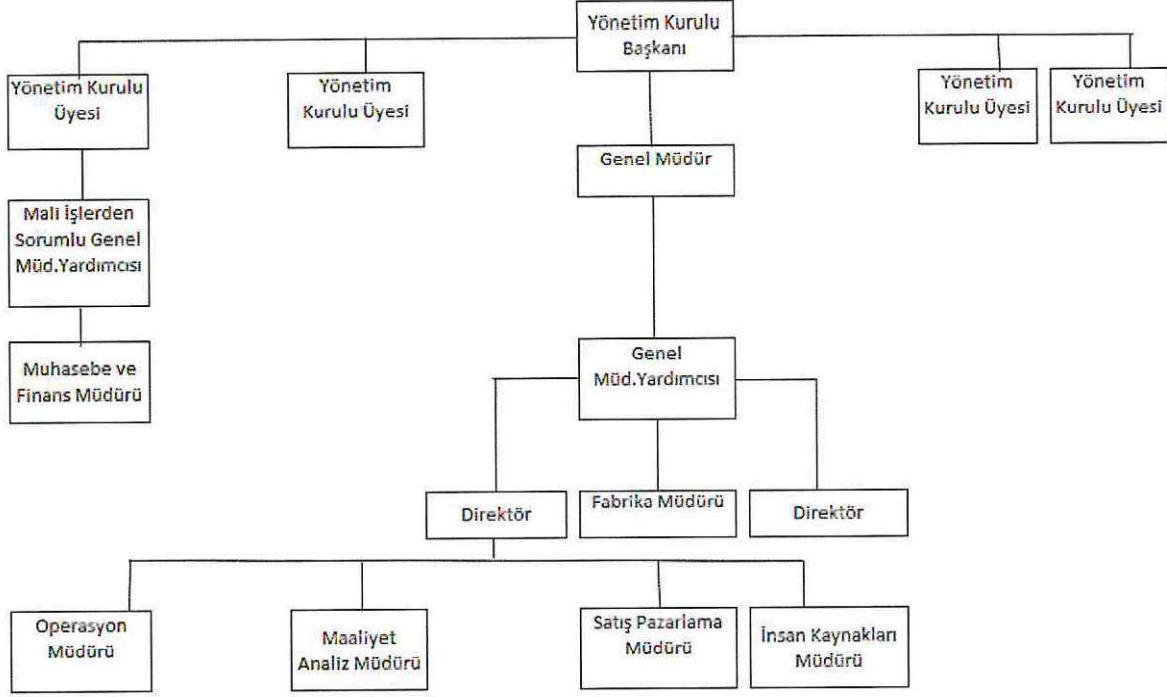 Yönetim Kurulu
Başkanı
Yönetim Kurulu
Üyesi
Yönetim
Kurulu Üyesi
Yönetim
Kurulu Üyesi
Yönetim
Kurulu Üyesi
Genel Müdür
Mali İşlerden
Sorumlu Genel
Müd.Yardımcısı
Muhasebe ve
Finans Müdürü
Genel
Müd.Yardımcısı
Direktör
Fabrika Müdürü
Direktör
Operasyon
Müdürü
Maaliyet
Analiz Müdürü
Satış Pazarlama
Müdürü
İnsan Kaynakları
Müdürü